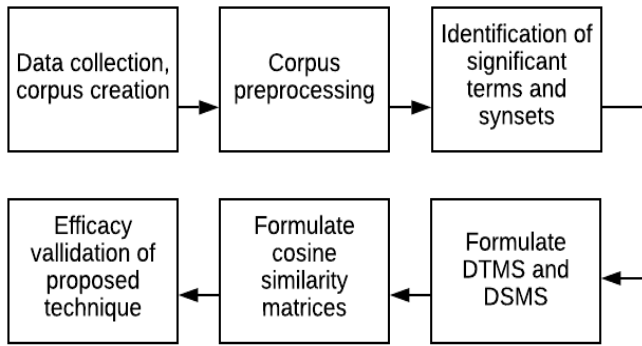 Data collection,
corpus creation
Corpus
preprocessing
Identification of
significant
terms and
synsets
Formulate
DTMS and
DSMS
Formulate
cosine
similarity
matrices
Efficacy
vallidation of
proposed
technique